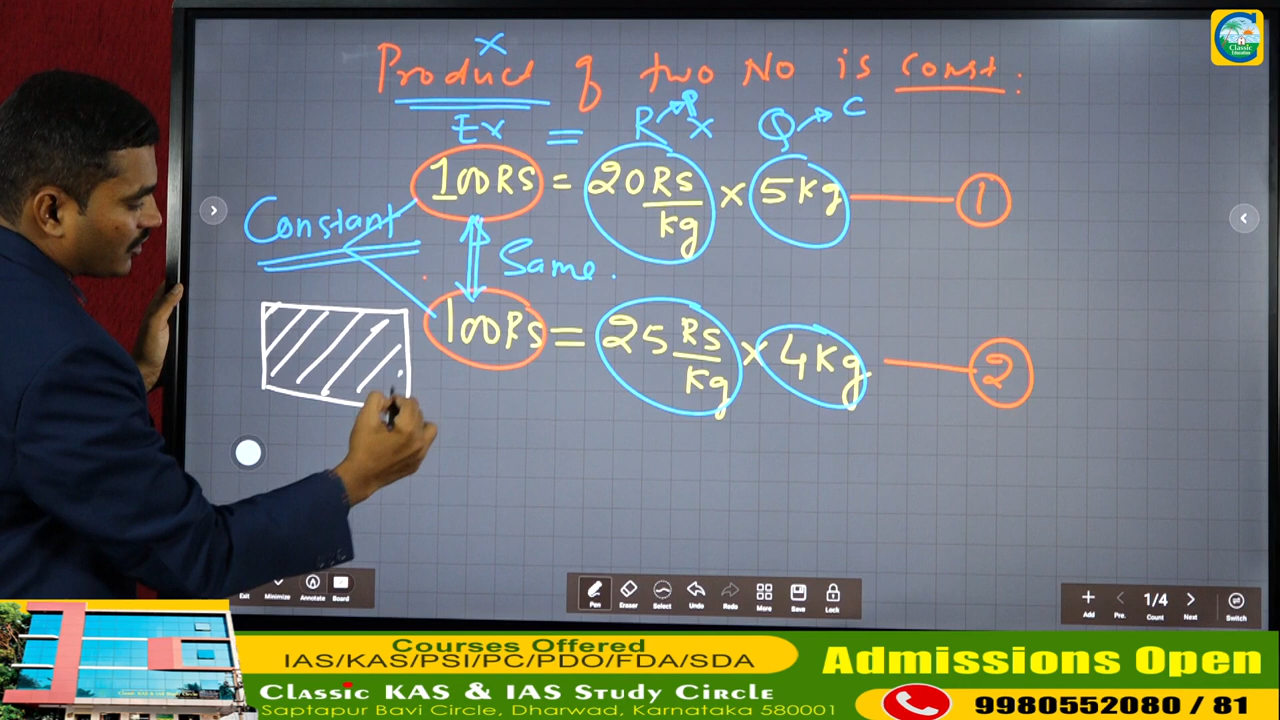 Classic
Education
×
Product of two No is const.
Ex = R → P × Q → C
100RS = 20 Rs/kg × 5Kg — 1
Constant
Same.
100Rs = 25 Rs/Kg × 4Kg — 2
Exit Minimize Annotate Board
Pen Eraser Select Undo Redo More Save Lock
Add Pre. 1/4 Count Next Switch
Courses Offered
IAS/KAS/PSI/PC/PDO/FDA/SDA
Classic KAS & IAS Study Circle
Saptapur Bavi Circle, Dharwad, Karnataka 580001
Admissions Open
9980552080 / 81